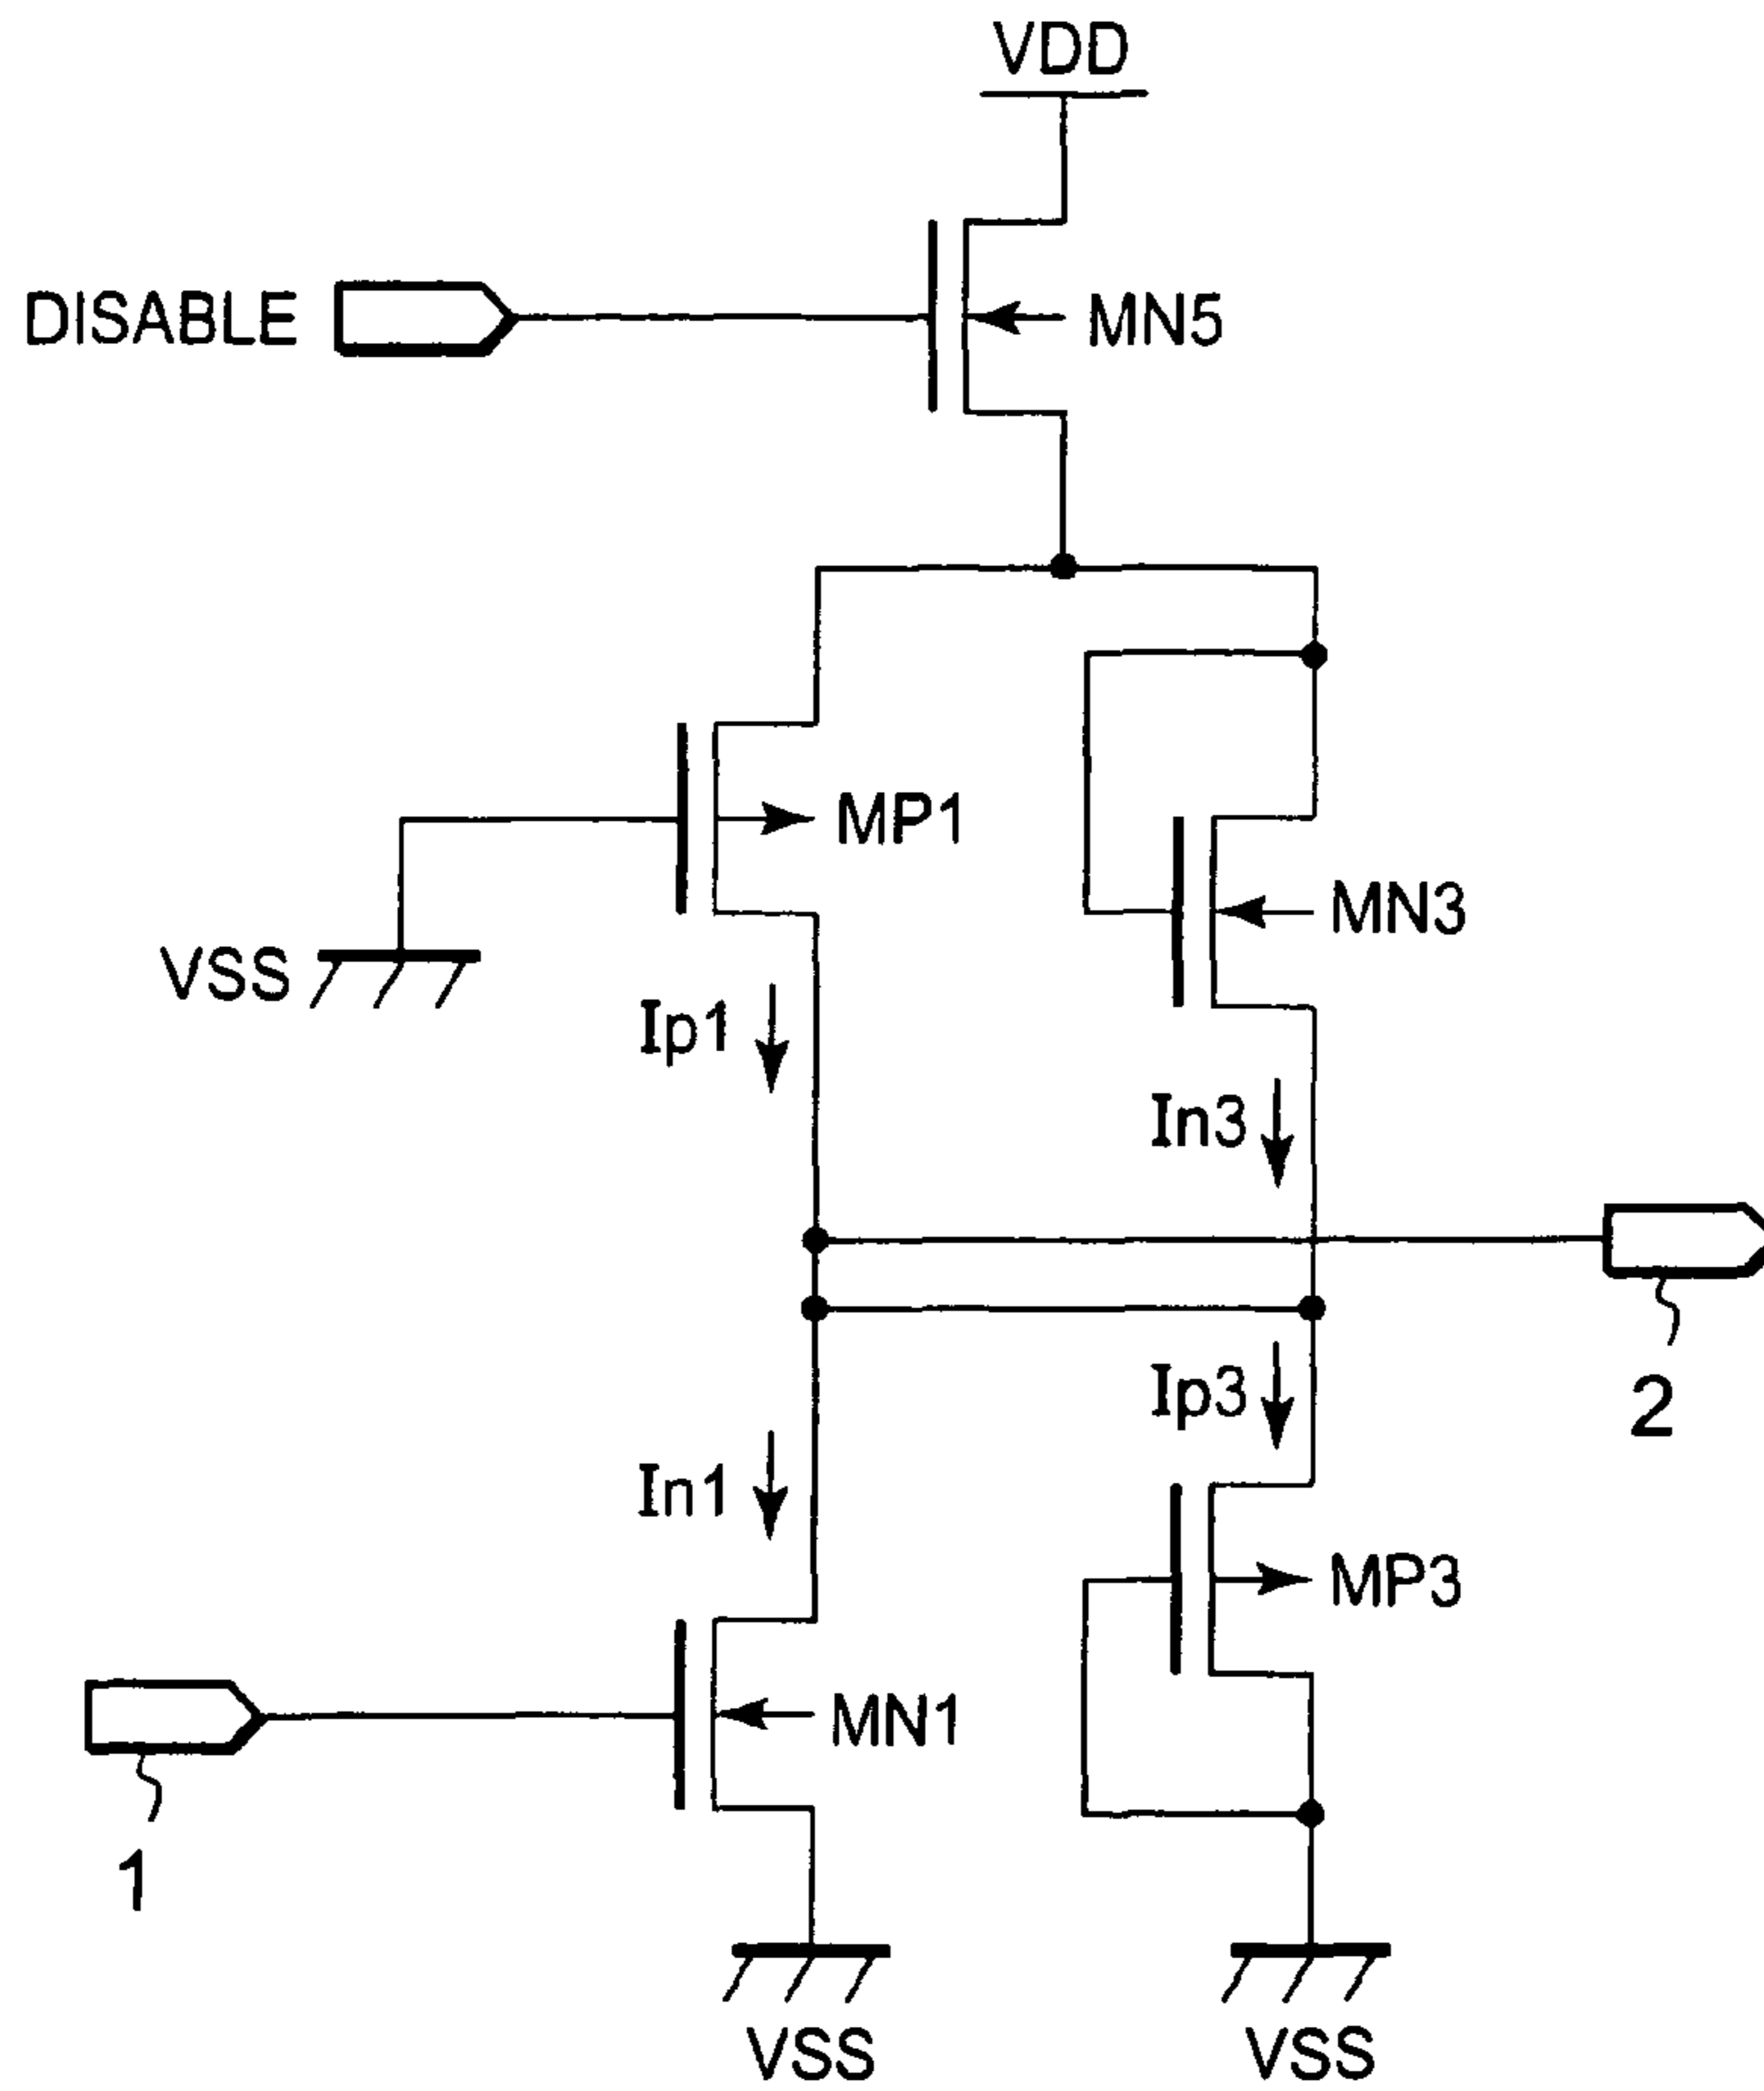 VDD
DISABLE
MN5
MP1
MN3
VSS
Ip1
In3
2
Ip3
In1
MP3
MN1
1
VSS
VSS